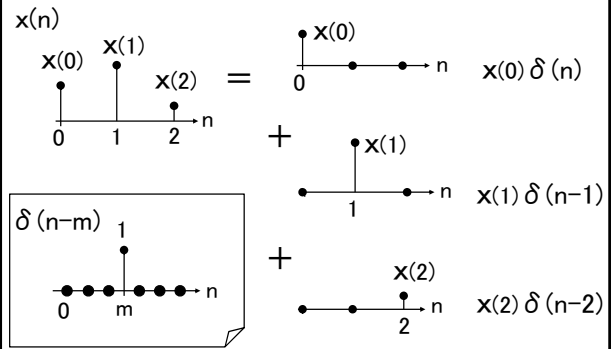 x(n)
x(0)
x(1)
x(2)
0
1
2
n
=
x(0)
0
n
x(0)δ(n)
+
x(1)
1
n
x(1)δ(n-1)
+
x(2)
2
n
x(2)δ(n-2)
δ(n-m)
1
0
m
n